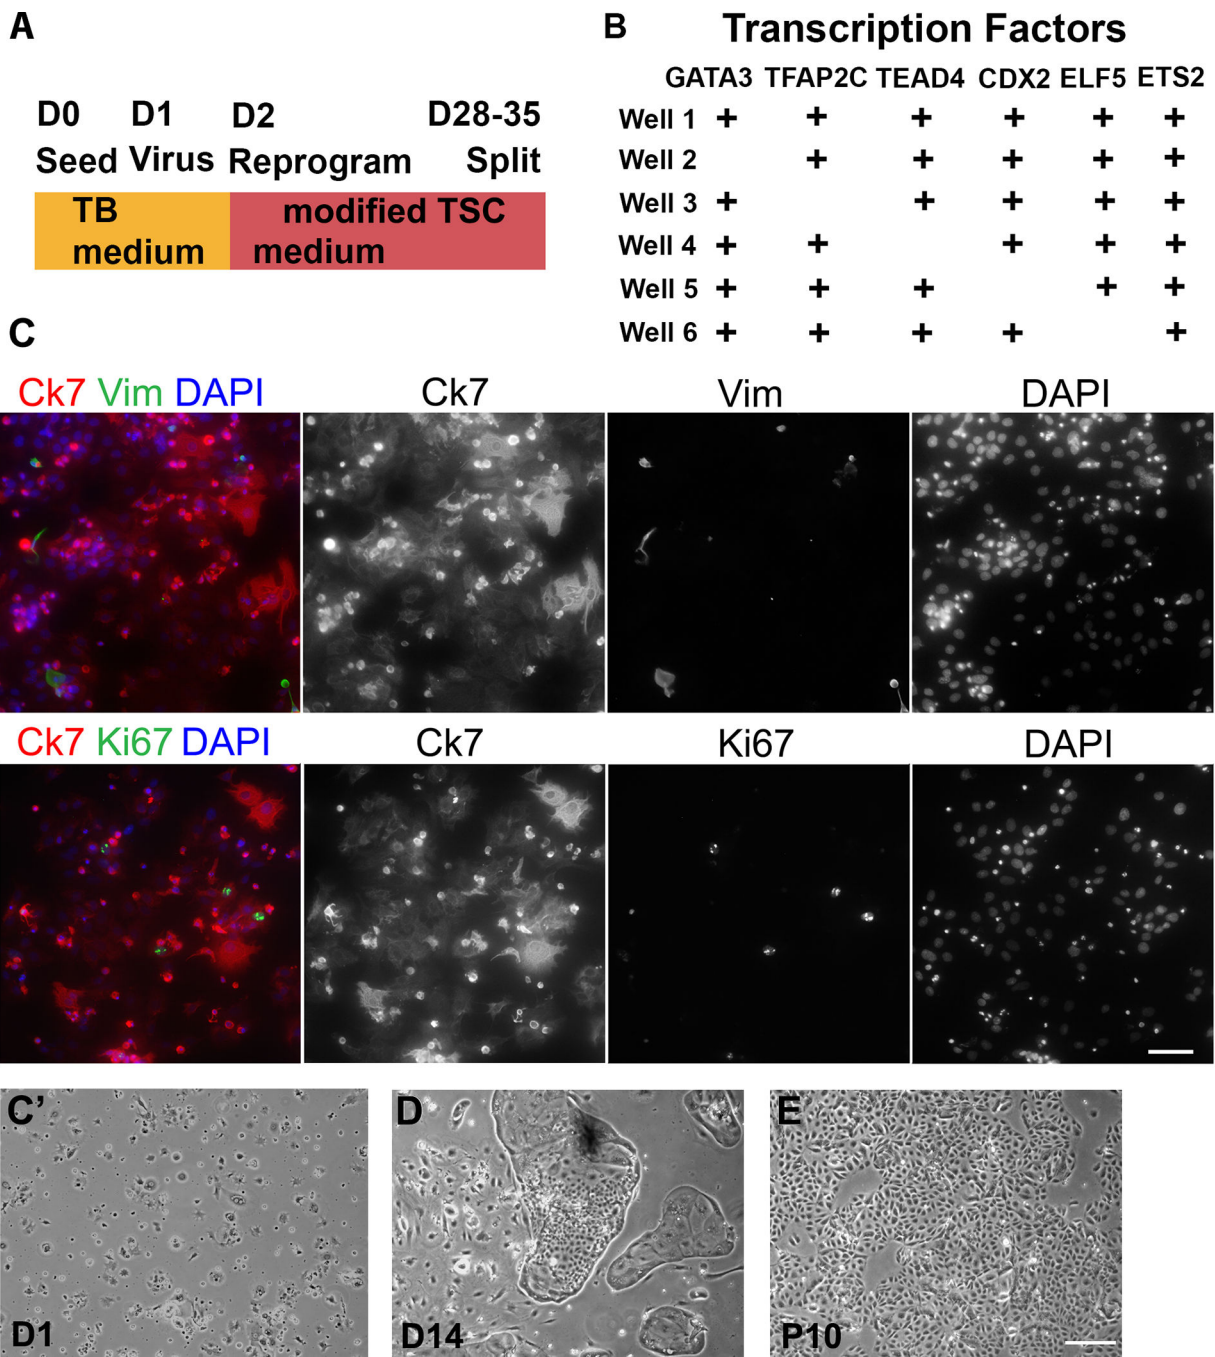 A
D0 D1 D2 D28-35
Seed Virus Reprogram Split
TB modified TSC
medium medium
B Transcription Factors
GATA3 TFAP2C TEAD4 CDX2 ELF5 ETS2
Well 1 + + + + + +
Well 2 + + + + +
Well 3 + + + + +
Well 4 + + + + +
Well 5 + + + + +
Well 6 + + + + +
C
Ck7 Vim DAPI Ck7 Vim DAPI
Ck7 Ki67 DAPI Ck7 Ki67 DAPI
C’ D E
D1 D14 P10